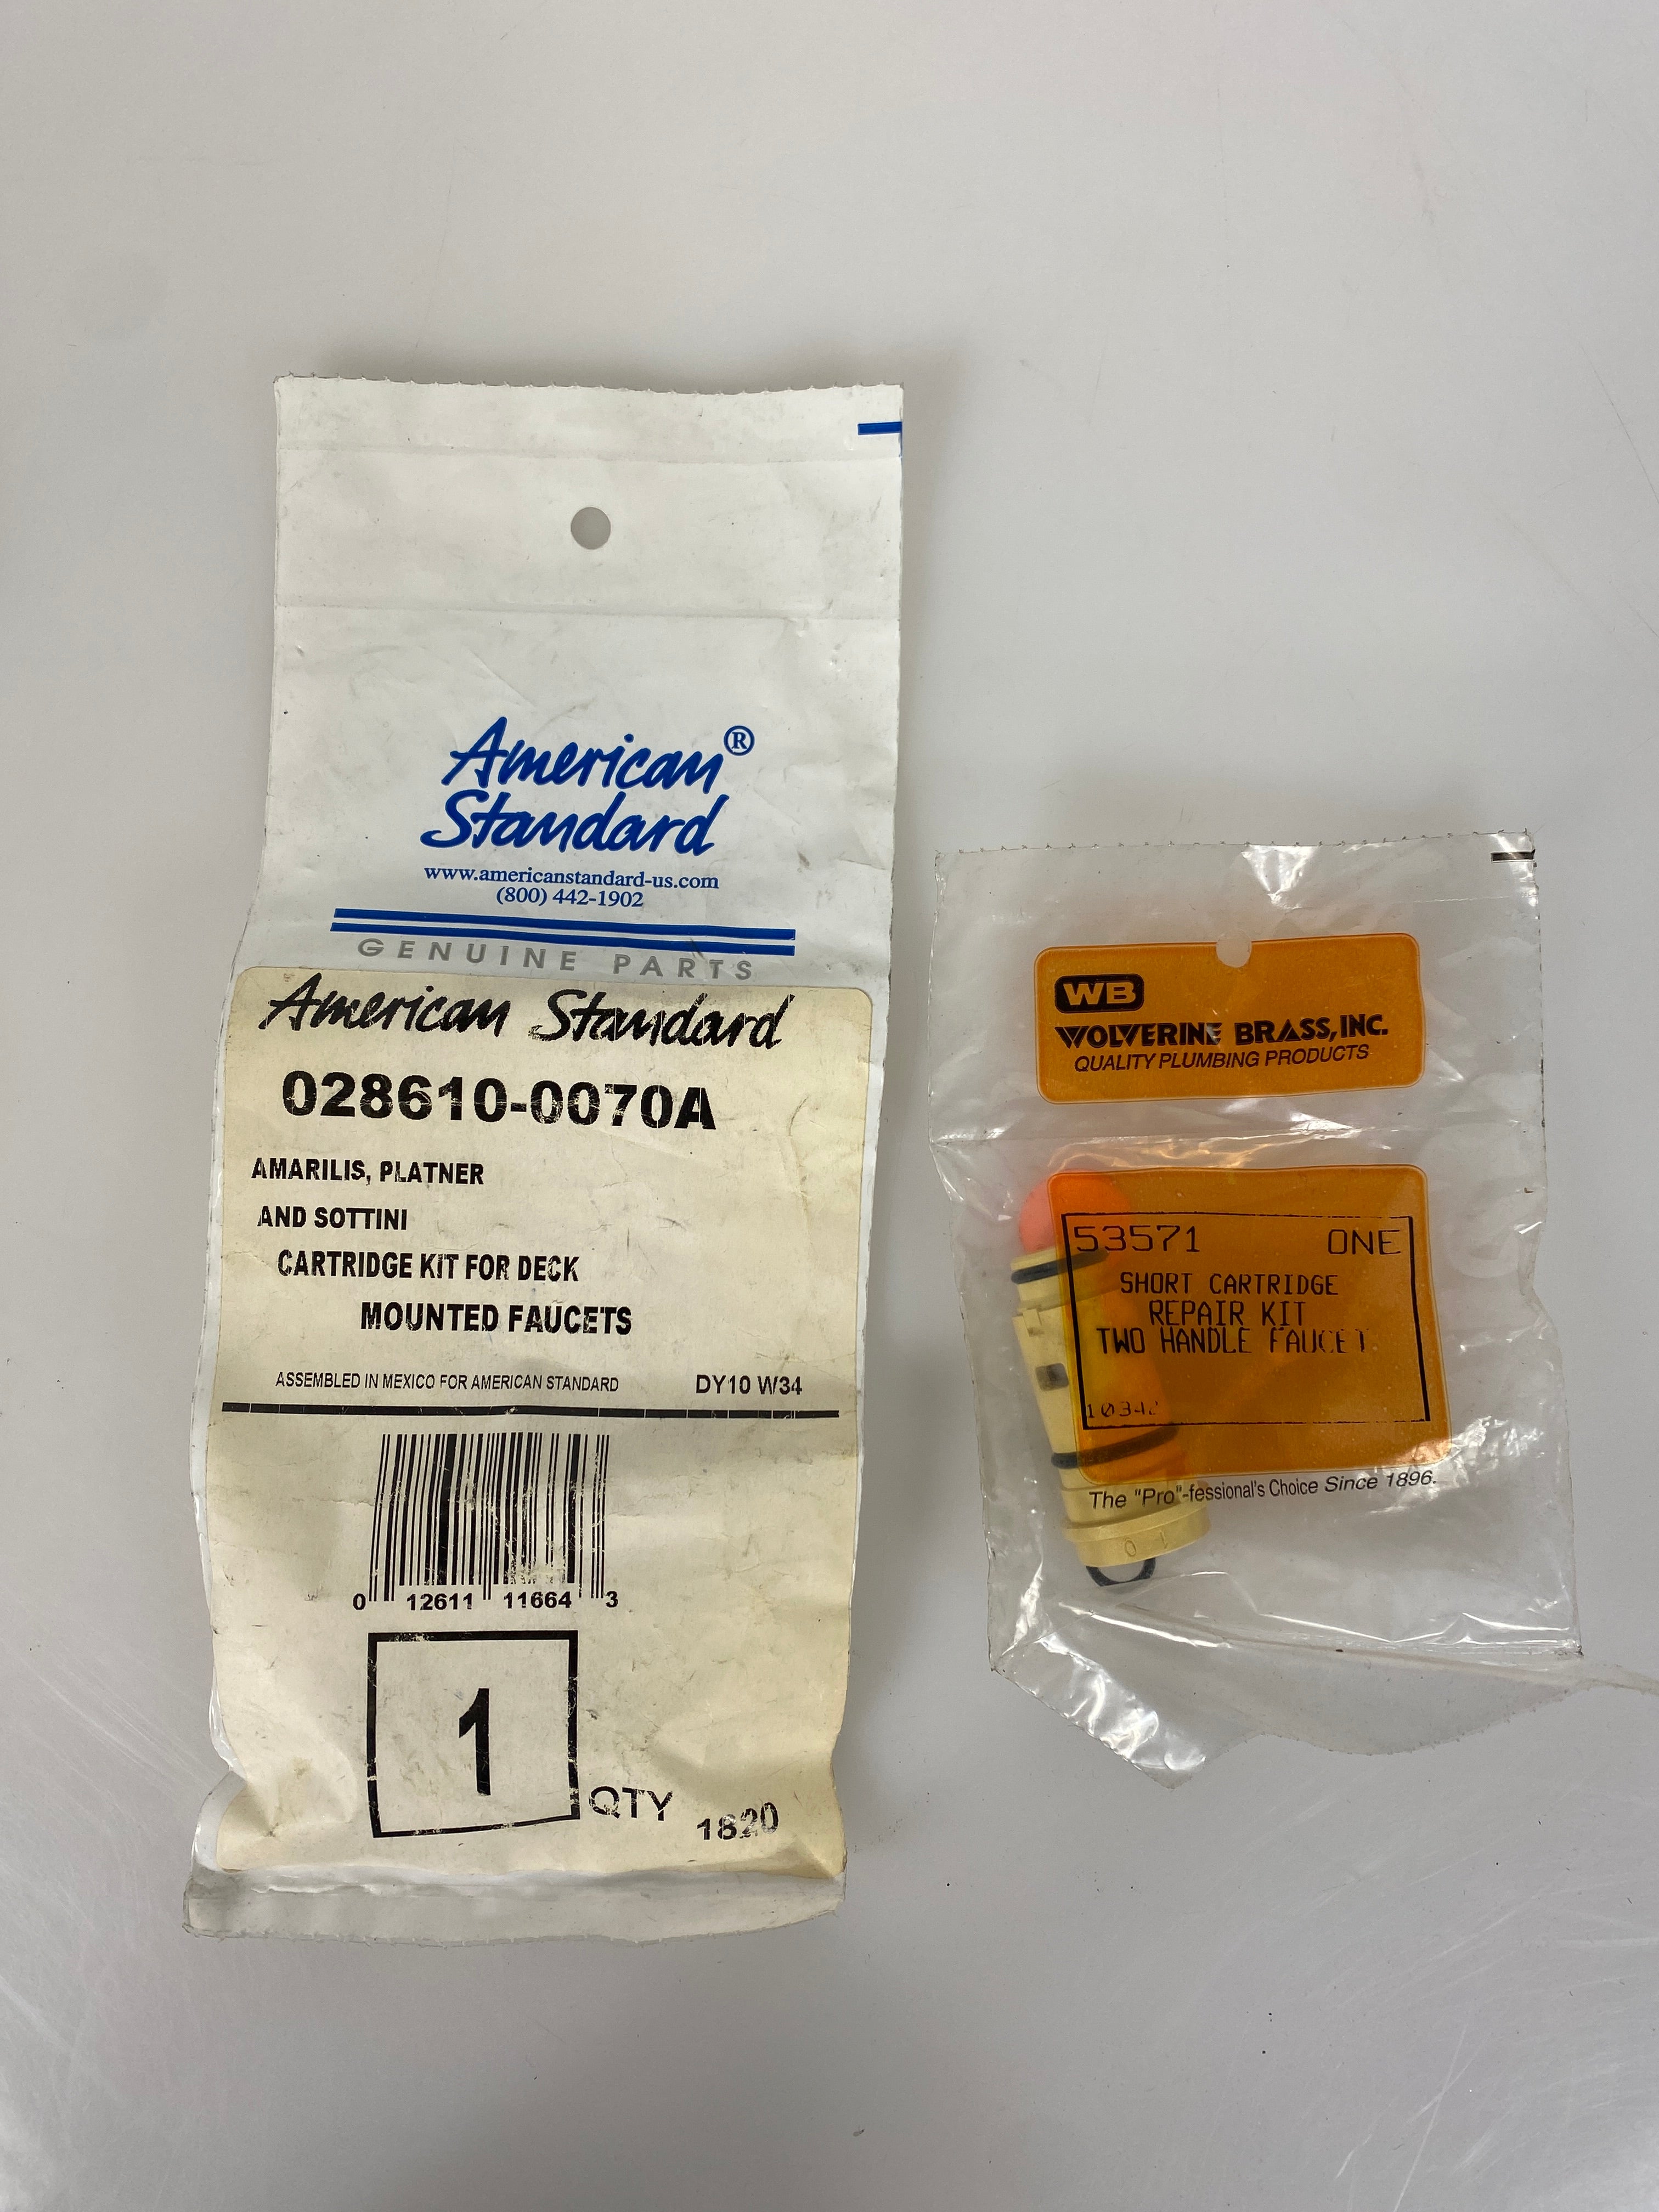 American®
Standard
www.americanstandard-us.com
(800) 442-1902
GENUINE PARTS
American Standard
028610-0070A
AMARILIS, PLATNER
AND SOTTINI
CARTRIDGE KIT FOR DECK
MOUNTED FAUCETS
ASSEMBLED IN MEXICO FOR AMERICAN STANDARD DY10 W34
0 12611 11664 3
1
QTY 1820
WB
WOLVERINE BRASS, INC.
QUALITY PLUMBING PRODUCTS
53571 ONE
SHORT CARTRIDGE
REPAIR KIT
TWO HANDLE FAUCET
The "Pro"-fessional's Choice Since 1896.
0 1